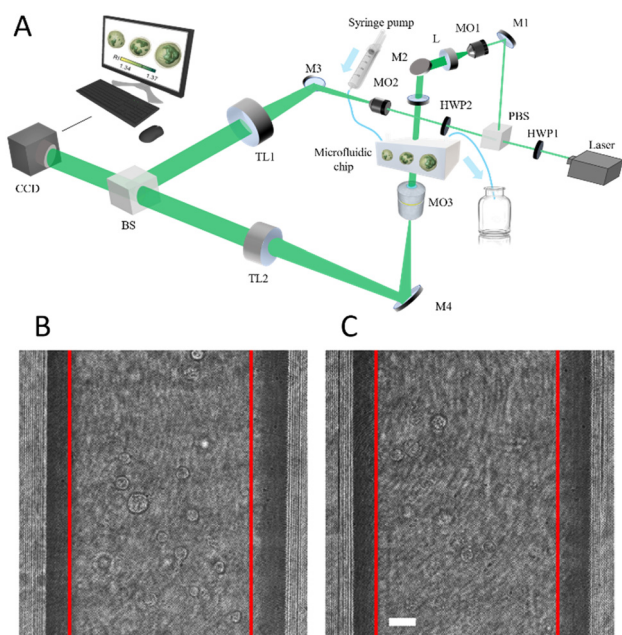 A
Syringe pump
M1
MO1
L
M2
M3
MO2
HWP2
PBS
HWP1
Laser
RI
1.34
1.37
TL1
Microfluidic
chip
CCD
BS
MO3
TL2
M4
B
C